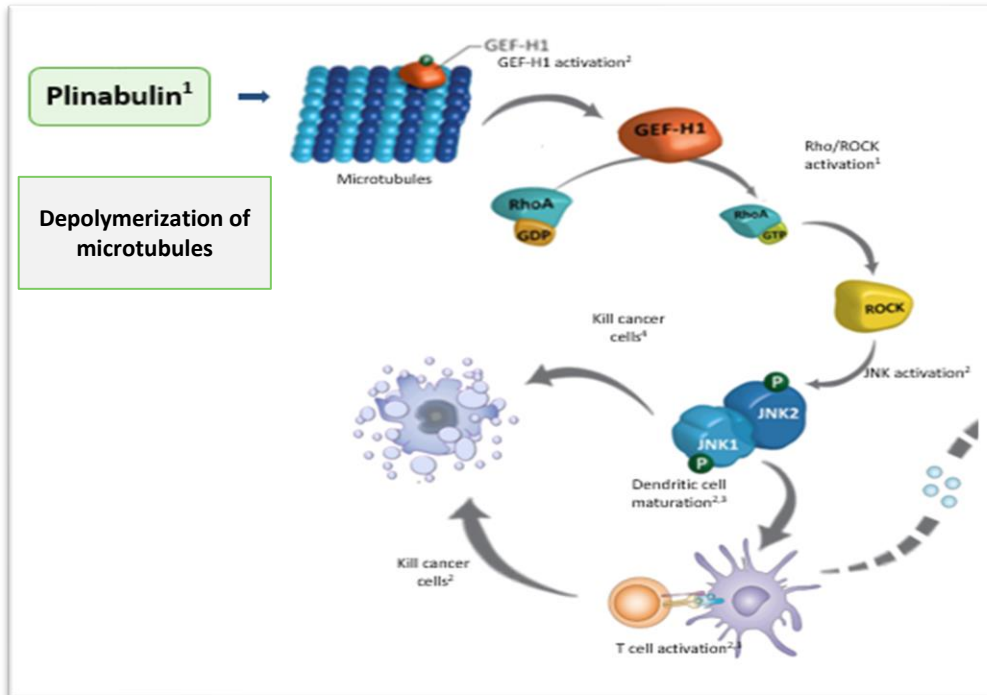 GEF-H1
P
GEF-H1 activation²
Plinabulin¹
GEF-H1
Rho/ROCK
activation¹
Microtubules
RhoA
GDP
RhoA
GTP
Depolymerization of
microtubules
ROCK
Kill cancer
cells⁴
JNK activation²
P
JNK2
JNK1
P
Dendritic cell
maturation²,³
Kill cancer
cells²
T cell activation²,³